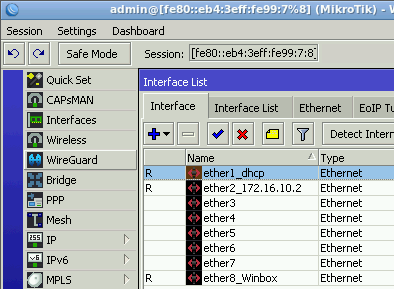 admin@[fe80::eb4:3eff:fe99:7%8] (MikroTik) - W
Session Settings Dashboard
Safe Mode Session: [fe80::eb4:3eff:fe99:7%8]
Quick Set
CAPsMAN
Interfaces
Wireless
WireGuard
Bridge
PPP
Mesh
IP
IPv6
MPLS
Interface List
Interface Interface List Ethernet EoIP Tu
Detect Intern
Name Type
R ether1_dhcp Ethernet
R ether2_172.16.10.2 Ethernet
ether3 Ethernet
ether4 Ethernet
ether5 Ethernet
ether6 Ethernet
ether7 Ethernet
R ether8_Winbox Ethernet